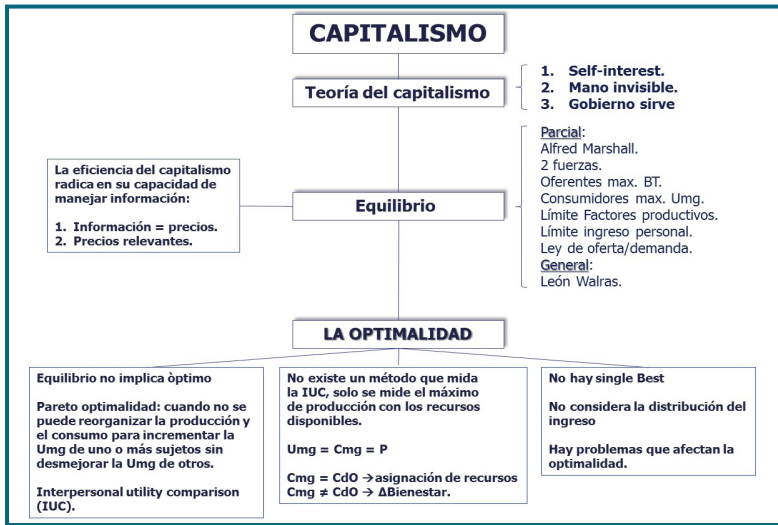 CAPITALISMO
Teoría del capitalismo
1. Self-interest.
2. Mano invisible.
3. Gobierno sirve
La eficiencia del capitalismo
radica en su capacidad de
manejar información:
1. Información = precios.
2. Precios relevantes.
Equilibrio
Parcial:
Alfred Marshall.
2 fuerzas.
Oferentes max. BT.
Consumidores max. Umg.
Límite Factores productivos.
Límite ingreso personal.
Ley de oferta/demanda.
General:
León Walras.
LA OPTIMALIDAD
Equilibrio no implica òptimo
Pareto optimalidad: cuando no se
puede reorganizar la producción y
el consumo para incrementar la
Umg de uno o más sujetos sin
desmejorar la Umg de otros.
Interpersonal utility comparison
(IUC).
No existe un método que mida
la IUC, solo se mide el máximo
de producción con los recursos
disponibles.
Umg = Cmg = P
Cmg = CdO →asignación de recursos
Cmg ≠ CdO → ΔBienestar.
No hay single Best
No considera la distribución del
ingreso
Hay problemas que afectan la
optimalidad.